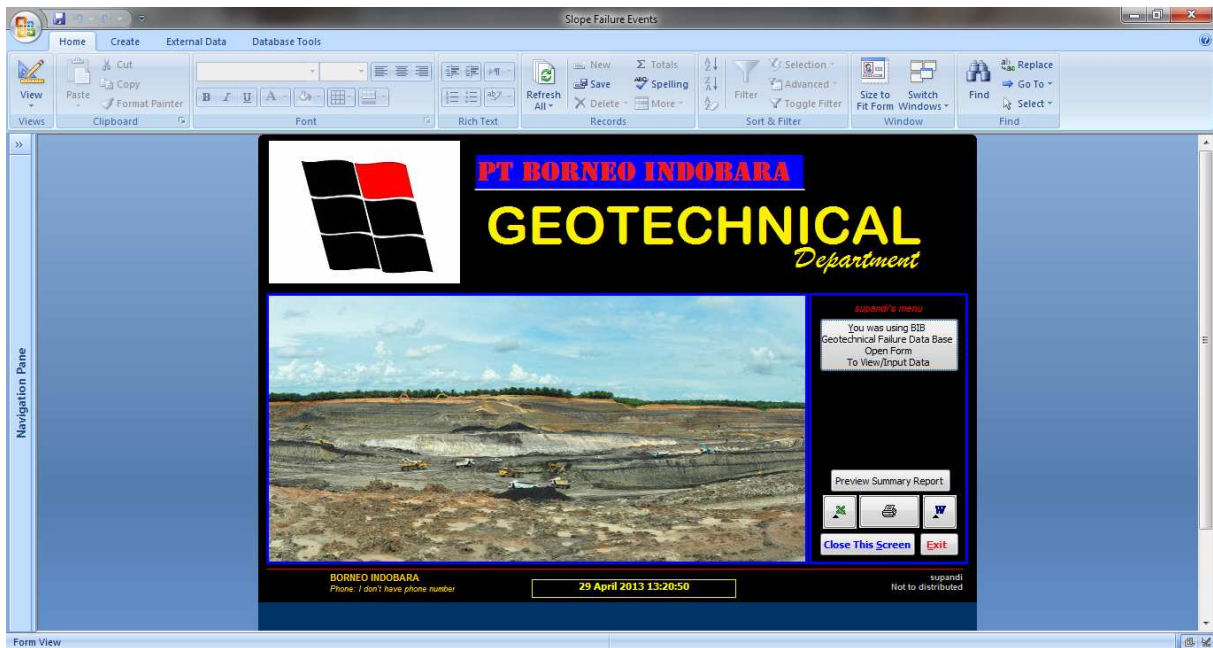 Slope Failure Events
Home Create External Data Database Tools
View
Views
Paste
Cut
Copy
Format Painter
Clipboard
B I U A
Font
Rich Text
Refresh
All
New
Save
Delete
Totals
Spelling
More
Records
Filter
Selection
Advanced
Toggle Filter
Sort & Filter
Size to
Fit Form
Switch
Windows
Window
Find
Replace
Go To
Select
Find
Navigation Pane
PT BORNEO INDOBARA
GEOTECHNICAL
Department
supandi's menu
You was using BIB
Geotechnical Failure Data Base
Open Form
To View/Input Data
Preview Summary Report
Close This Screen Exit
BORNEO INDOBARA
Phone: I don't have phone number
29 April 2013 13:20:50
supandi
Not to distributed
Form View